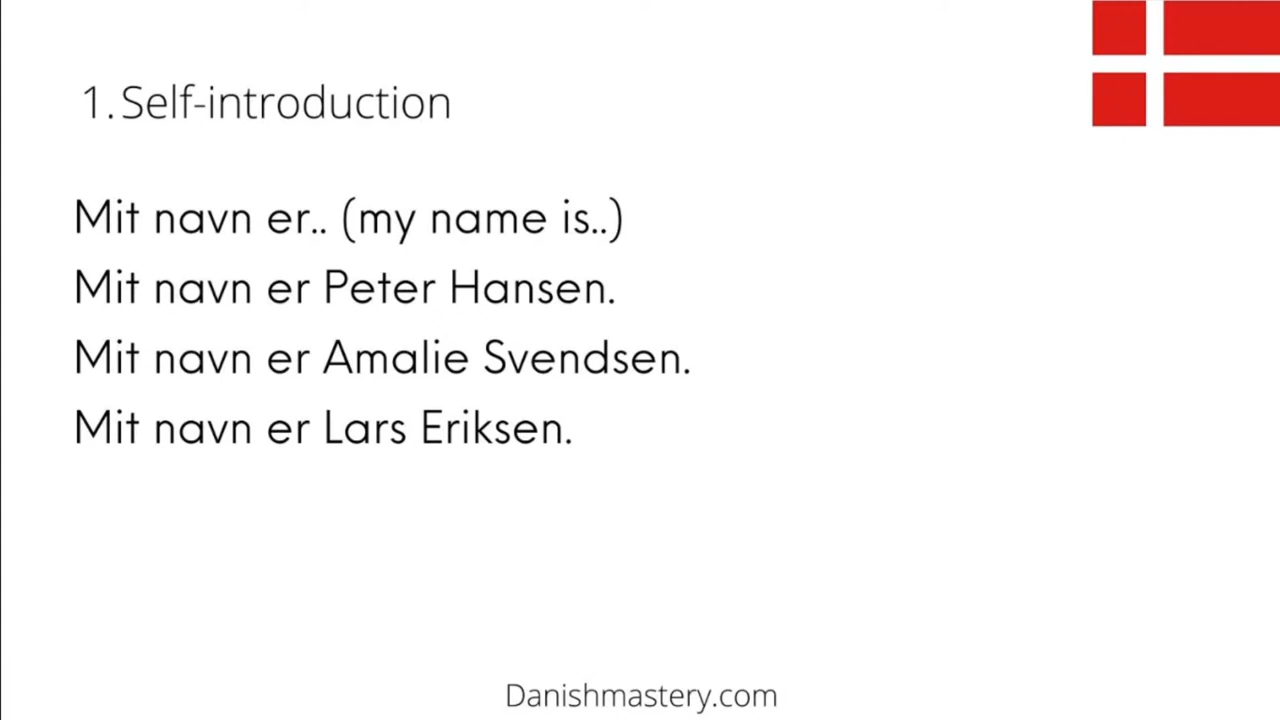 1. Self-introduction
Mit navn er.. (my name is..)
Mit navn er Peter Hansen.
Mit navn er Amalie Svendsen.
Mit navn er Lars Eriksen.
Danishmastery.com